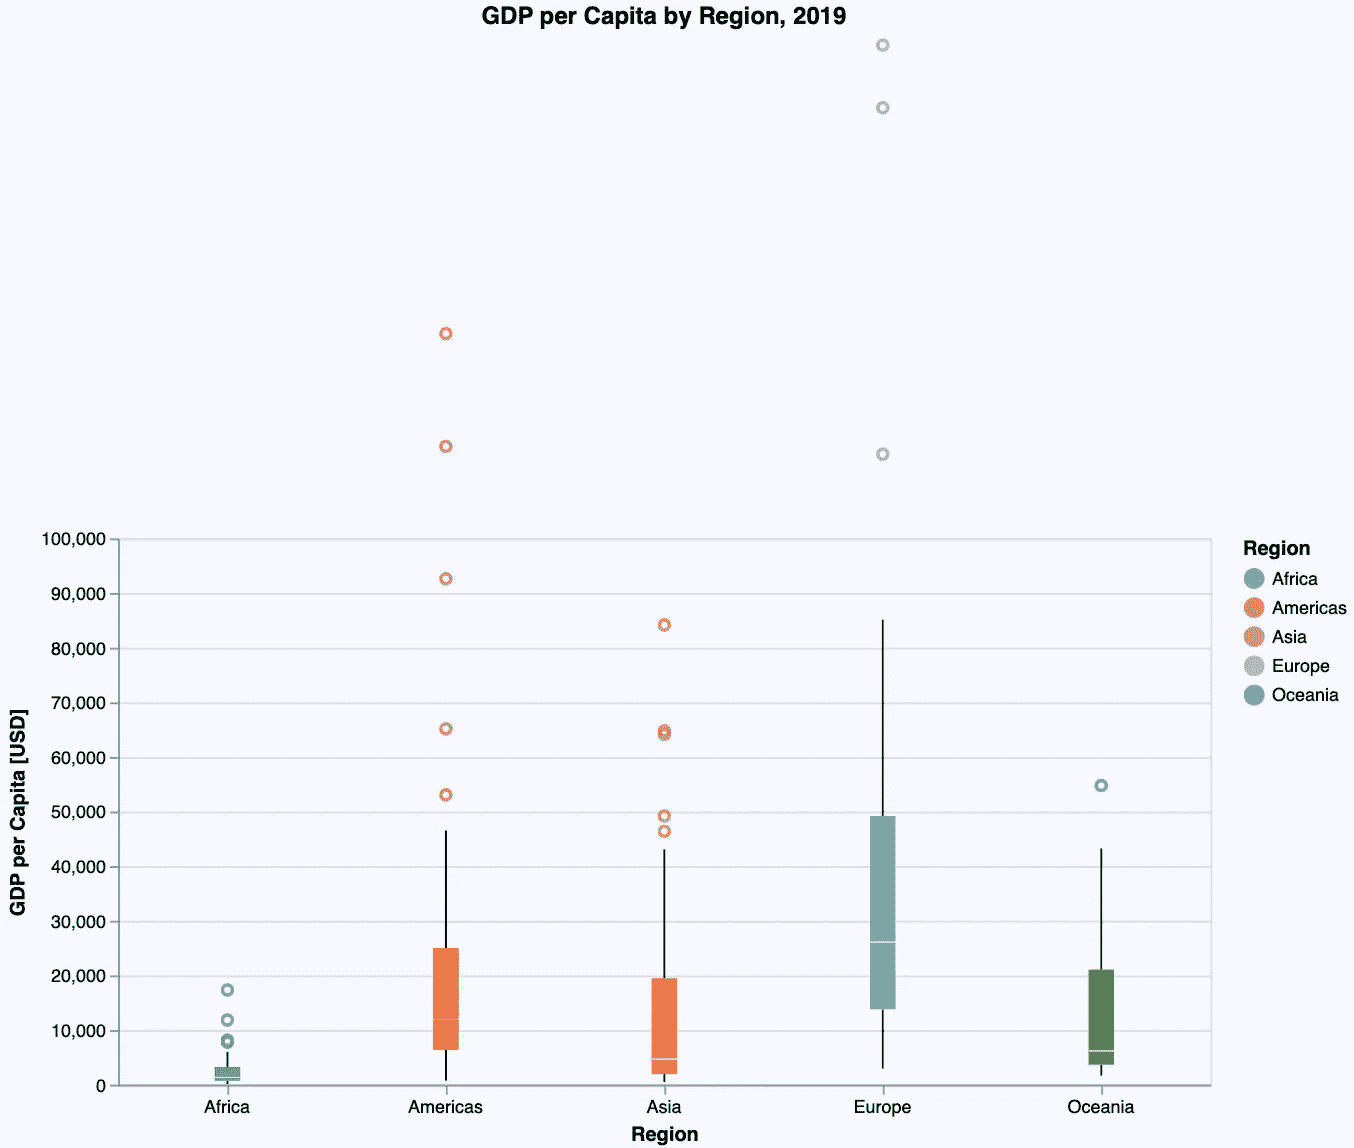 GDP per Capita by Region, 2019
100,000
90,000
80,000
70,000
60,000
50,000
40,000
30,000
20,000
10,000
0
GDP per Capita [USD]
Africa
Americas
Asia
Europe
Oceania
Region
Region
Africa
Americas
Asia
Europe
Oceania